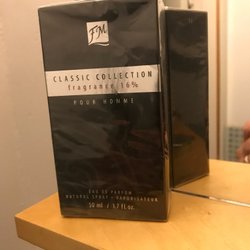 FM
CLASSIC COLLECTION
fragrance 16%
POUR HOMME
EAU DE PARFUM
NATURAL SPRAY - VAPORISATEUR
50 ml / 1.7 fl.oz.